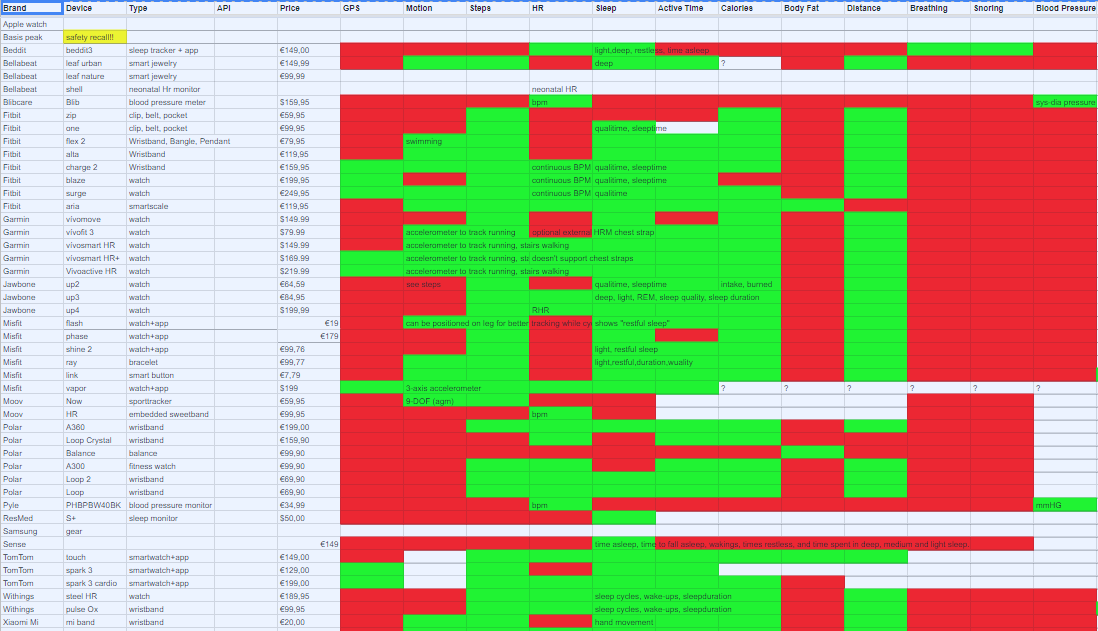 Brand Device Type API Price GPS Motion Steps HR Sleep Active Time Calories Body Fat Distance Breathing Snoring Blood Pressure
Apple watch
Basis peak safety recall!!!
Beddit beddit3 sleep tracker + app €149,00 light,deep, restless, time asleep
Bellabeat leaf urban smart jewelry €149,99 deep ?
Bellabeat leaf nature smart jewelry €99,99
Bellabeat shell neonatal Hr monitor neonatal HR
Blibcare Blib blood pressure meter $159,95 bpm sys-dia pressure
Fitbit zip clip, belt, pocket €59,95
Fitbit one clip, belt, pocket €99,95 qualitime, sleeptime
Fitbit flex 2 Wristband, Bangle, Pendant €79,95 swimming
Fitbit alta Wristband €119,95
Fitbit charge 2 Wristband €159,95 continuous BPM qualitime, sleeptime
Fitbit blaze watch €199,95 continuous BPM qualitime, sleeptime
Fitbit surge watch €249,95 continuous BPM qualitime
Fitbit aria smartscale €119,95
Garmin vívomove watch $149.99
Garmin vívofit 3 watch $79.99 accelerometer to track running optional external HRM chest strap
Garmin vívosmart HR watch $149.99 accelerometer to track running, stairs walking
Garmin vívosmart HR+ watch $169.99 accelerometer to track running, sta doesn't support chest straps
Garmin Vivoactive HR watch $219.99 accelerometer to track running, stairs walking
Jawbone up2 watch €64,59 see steps qualitime, sleeptime intake, burned
Jawbone up3 watch €84,95 deep, light, REM, sleep quality, sleep duration
Jawbone up4 watch $199,99 RHR
Misfit flash watch+app €19 can be positioned on leg for better tracking while cy shows "restful sleep"
Misfit phase watch+app €179
Misfit shine 2 watch+app €99,76 light, restful sleep
Misfit ray bracelet €99,77 light,restful,duration,wuality
Misfit link smart button €7,79
Misfit vapor watch+app $199 3-axis accelerometer ? ? ? ? ? ?
Moov Now sporttracker €59,95 9-DOF (agm)
Moov HR embedded sweetband €99,95 bpm
Polar A360 wristband €199,00
Polar Loop Crystal wristband €159,90
Polar Balance balance €99,90
Polar A300 fitness watch €99,90
Polar Loop 2 wristband €69,90
Polar Loop wristband €69,90
Pyle PHBPBW40BK blood pressure monitor €34,99 bpm mmHG
ResMed S+ sleep monitor $50,00
Samsung gear
Sense €149 time asleep, time to fall asleep, wakings, times restless, and time spent in deep, medium and light sleep.
TomTom touch smartwatch+app €149,00
TomTom spark 3 smartwatch+app €129,00
TomTom spark 3 cardio smartwatch+app €199,00
Withings steel HR watch €189,95 sleep cycles, wake-ups, sleepduration
Withings pulse Ox wristband €99,95 sleep cycles, wake-ups, sleepduration
Xiaomi Mi mi band wristband €20,00 hand movement